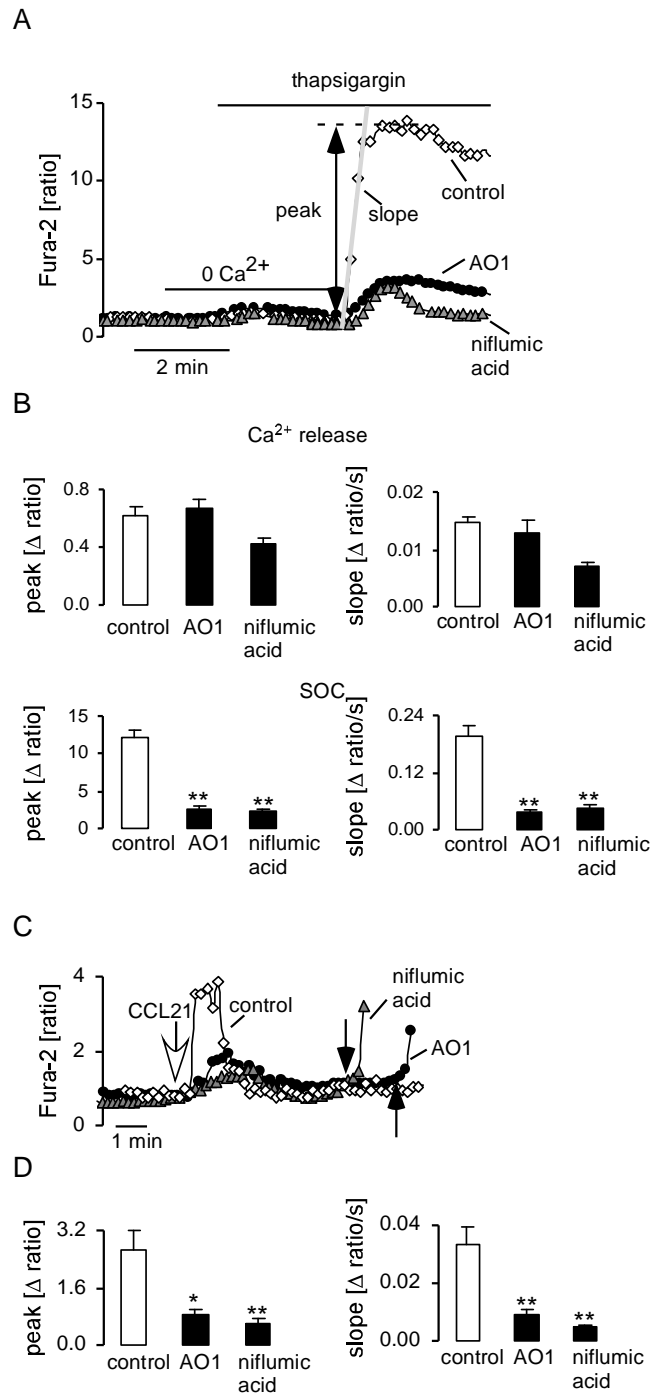 A
thapsigargin
15
10
5
0
Fura-2 [ratio]
peak
slope
control
0 Ca²⁺
AO1
niflumic
acid
2 min
B
Ca²⁺ release
peak [Δ ratio]
0.8
0.4
0.0
control
AO1
niflumic
acid
slope [Δ ratio/s]
0.02
0.01
0.00
control
AO1
niflumic
acid
SOC
peak [Δ ratio]
15
10
5
0
**
**
control
AO1
niflumic
acid
slope [Δ ratio/s]
0.24
0.12
0.00
**
**
control
AO1
niflumic
acid
C
Fura-2 [ratio]
4
2
0
CCL21
control
niflumic
acid
AO1
1 min
D
peak [Δ ratio]
3.2
1.6
0.0
*
**
control
AO1
niflumic
acid
slope [Δ ratio/s]
0.04
0.02
0.00
**
**
control
AO1
niflumic
acid